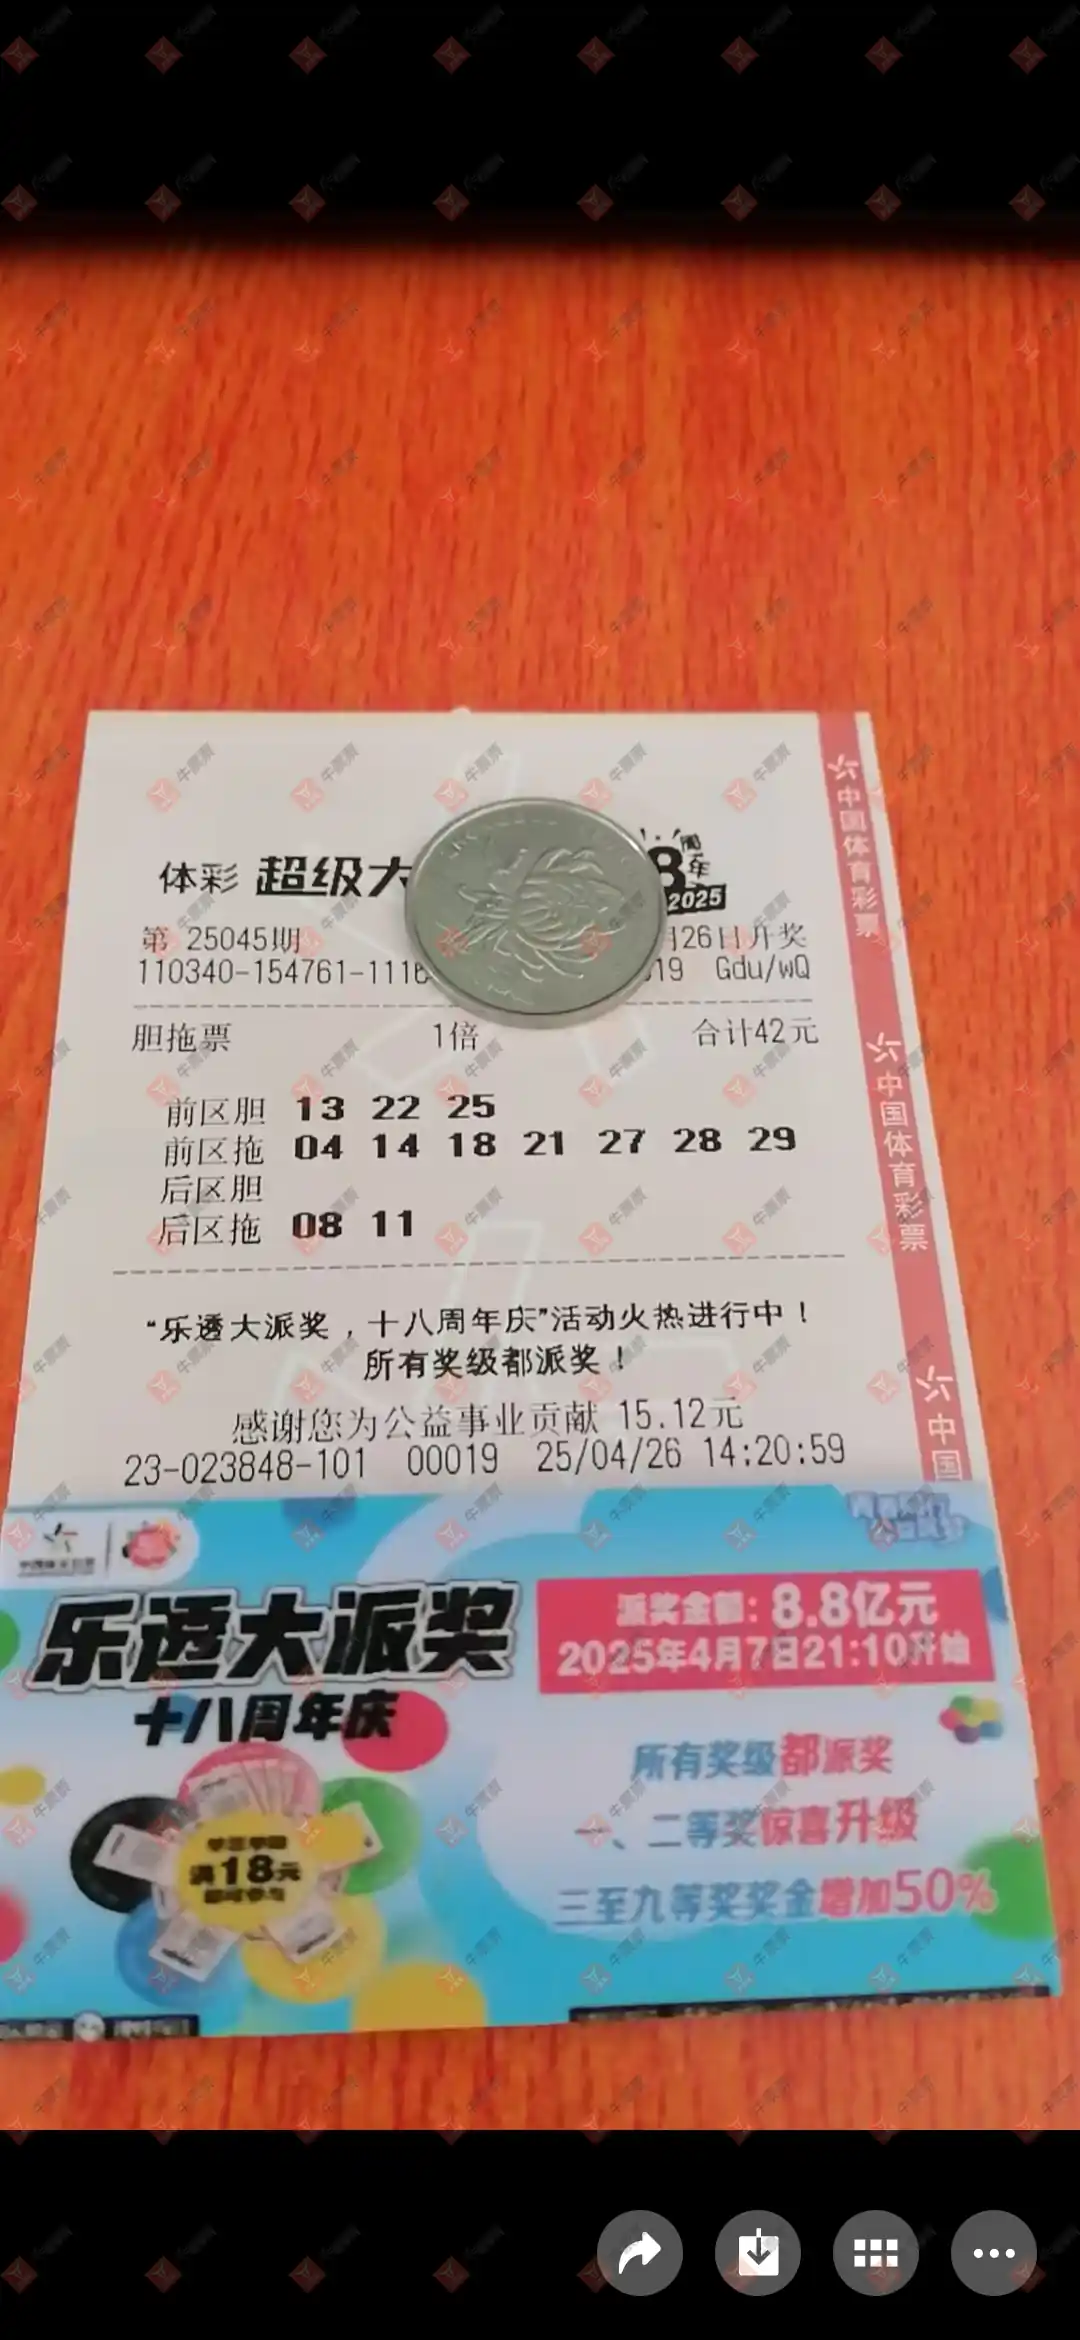 体彩 超级大
8周年
2025
第 25045期
月26日开奖
110340-154761-1116
19 Gdu/wQ
胆拖票 1倍 合计42元
前区胆 13 22 25
前区拖 04 14 18 21 27 28 29
后区胆
后区拖 08 11
“乐透大派奖，十八周年庆”活动火热进行中！
所有奖级都派奖！
感谢您为公益事业贡献 15.12元
23-023848-101 00019 25/04/26 14:20:59
中国体育彩票
中国体育彩票
中国
乐透大派奖
十八周年庆
派奖金额：8.8亿元
2025年4月7日21:10开始
所有奖级都派奖
一、二等奖惊喜升级
三至九等奖奖金增加50%
满18元
牛票票